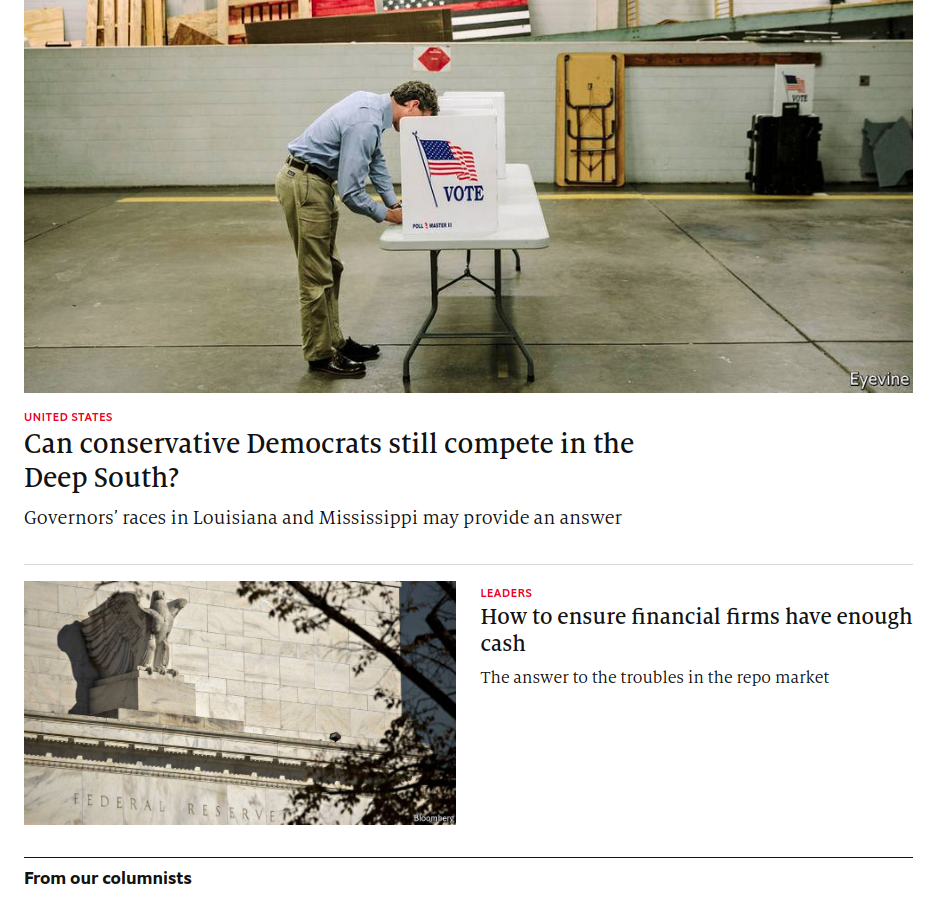 VOTE
VOTE
POLL MASTER II
Eyevine
UNITED STATES
Can conservative Democrats still compete in the
Deep South?
Governors’ races in Louisiana and Mississippi may provide an answer
FEDERAL RESERVE
Bloomberg
LEADERS
How to ensure financial firms have enough
cash
The answer to the troubles in the repo market
From our columnists